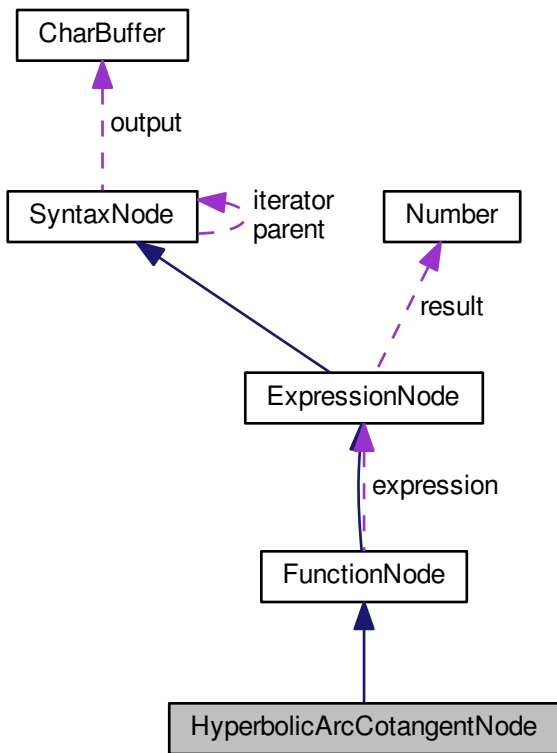 CharBuffer
output
SyntaxNode
iterator
parent
Number
result
ExpressionNode
expression
FunctionNode
HyperbolicArcCotangentNode